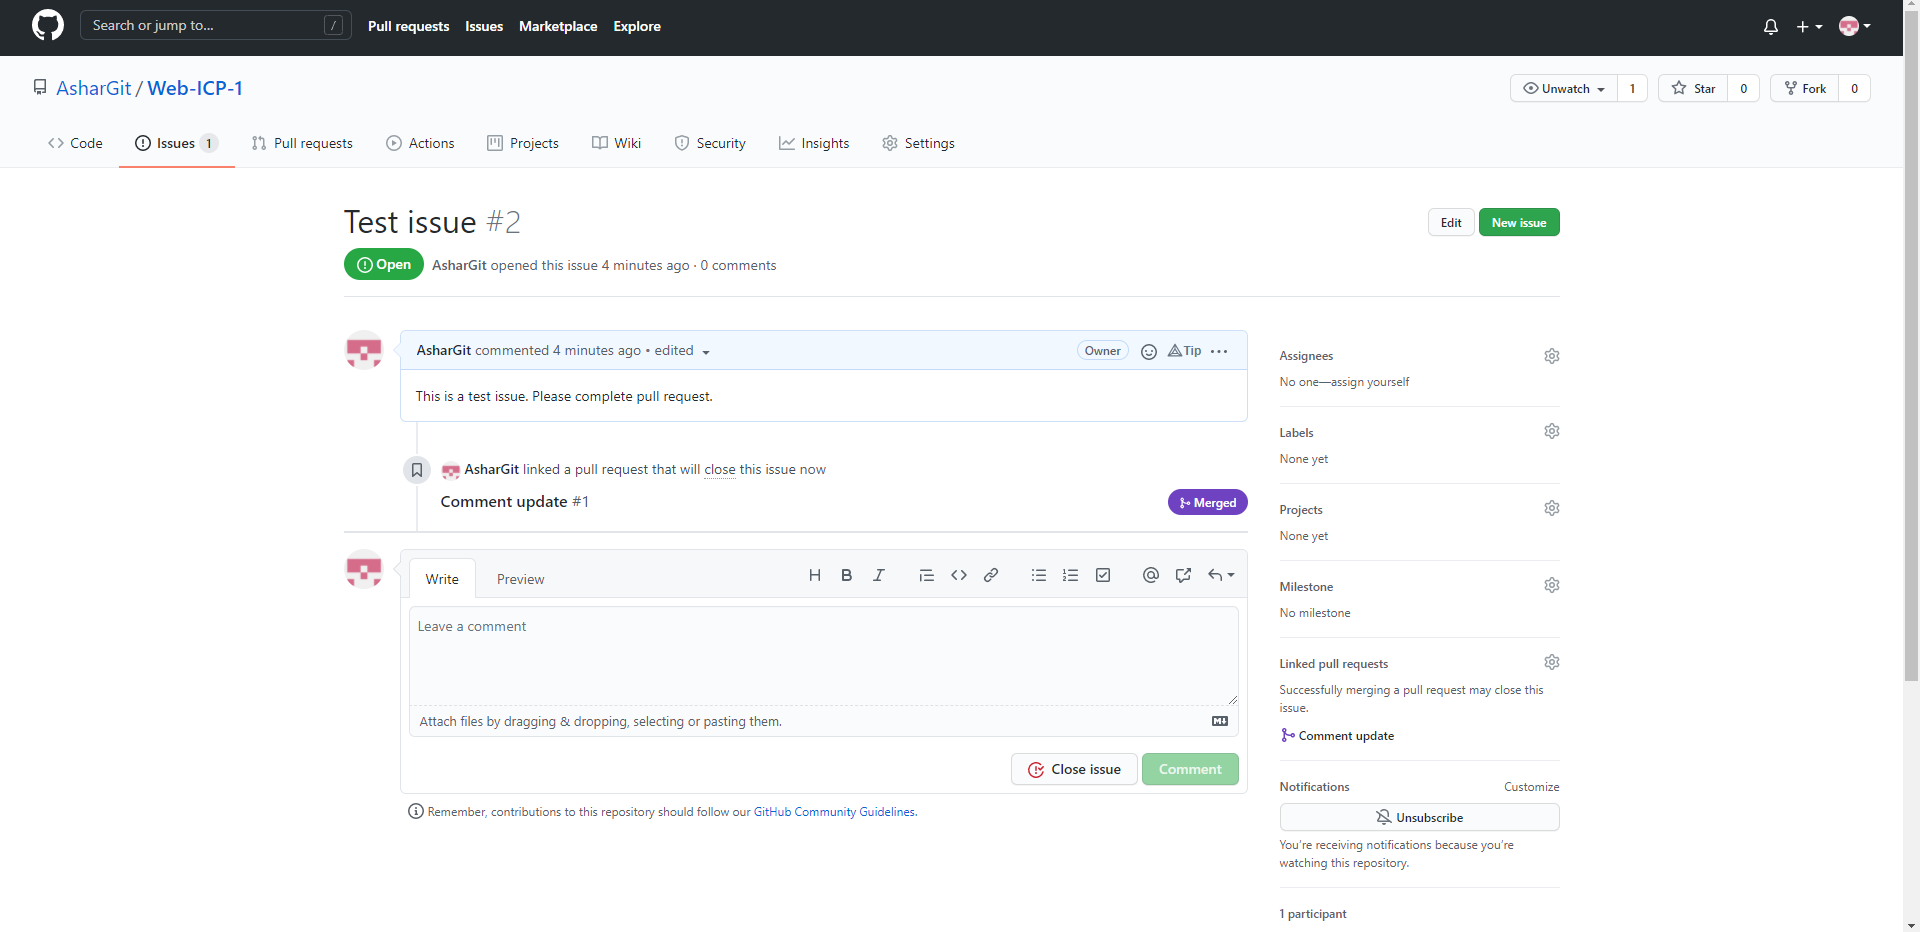 Search or jump to... /
Pull requests Issues Marketplace Explore
AsharGit / Web-ICP-1
Unwatch 1 Star 0 Fork 0
Code Issues 1 Pull requests Actions Projects Wiki Security Insights Settings
Test issue #2
Edit New issue
Open AsharGit opened this issue 4 minutes ago · 0 comments
AsharGit commented 4 minutes ago • edited
Owner Tip ...
This is a test issue. Please complete pull request.
AsharGit linked a pull request that will close this issue now
Comment update #1
Merged
Write Preview
H B I
Leave a comment
Attach files by dragging & dropping, selecting or pasting them.
Close issue Comment
Remember, contributions to this repository should follow our GitHub Community Guidelines.
Assignees
No one—assign yourself
Labels
None yet
Projects
None yet
Milestone
No milestone
Linked pull requests
Successfully merging a pull request may close this
issue.
Comment update
Notifications Customize
Unsubscribe
You're receiving notifications because you're
watching this repository.
1 participant